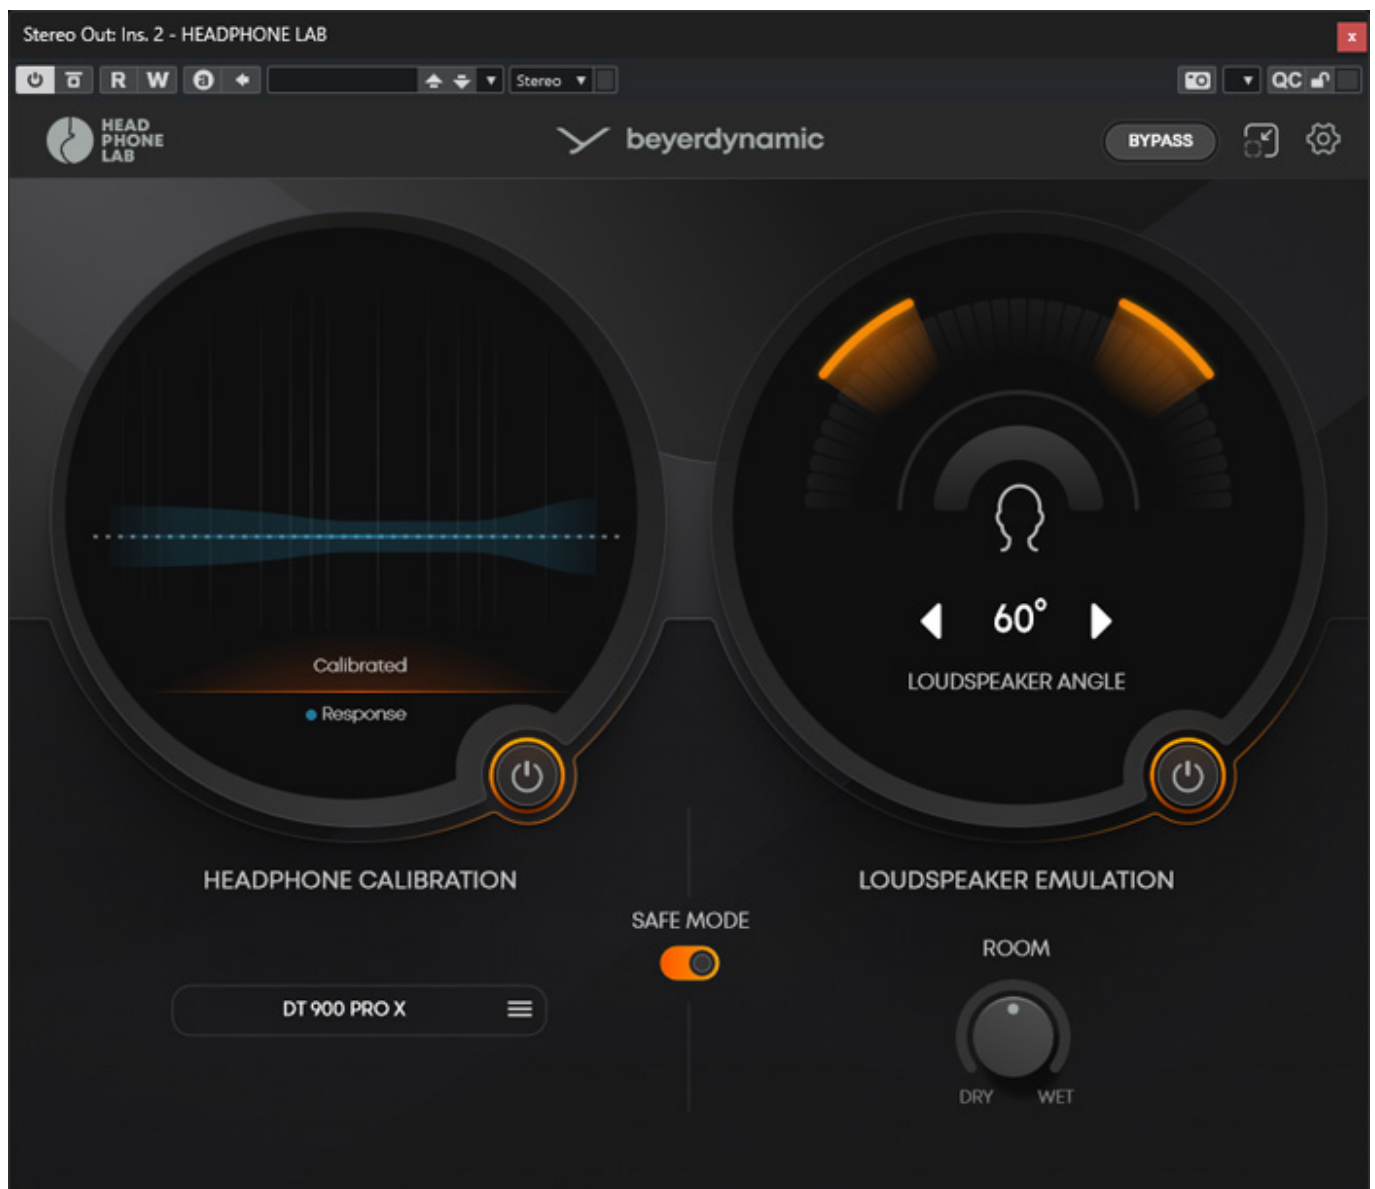 Stereo Out: Ins. 2 - HEADPHONE LAB
x
R W a Stereo QC
HEAD
PHONE
LAB
beyerdynamic
BYPASS
60°
LOUDSPEAKER ANGLE
Calibrated
Response
HEADPHONE CALIBRATION
LOUDSPEAKER EMULATION
SAFE MODE
ROOM
DT 900 PRO X
DRY WET